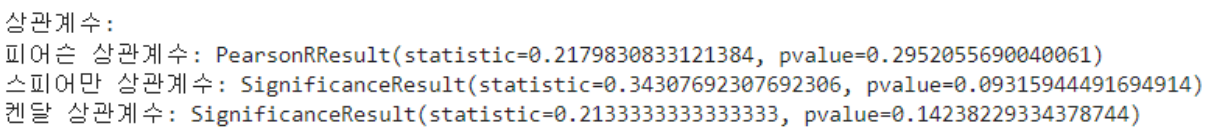 상관계수:
피어슨 상관계수: PearsonRResult(statistic=0.2179830833121384, pvalue=0.2952055690040061)
스피어만 상관계수: SignificanceResult(statistic=0.34307692307692306, pvalue=0.09315944491694914)
켄달 상관계수: SignificanceResult(statistic=0.2133333333333333, pvalue=0.14238229334378744)